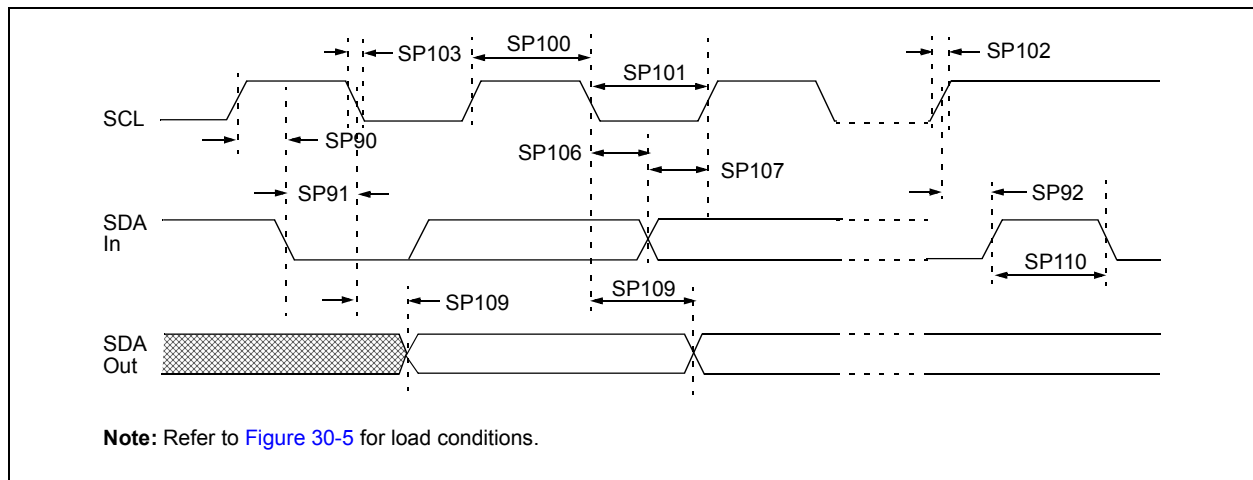 SP103
SP100
SP101
SP102
SCL
SP90
SP106
SP107
SP91
SP92
SDA
In
SP110
SP109
SP109
SDA
Out
Note: Refer to Figure 30-5 for load conditions.